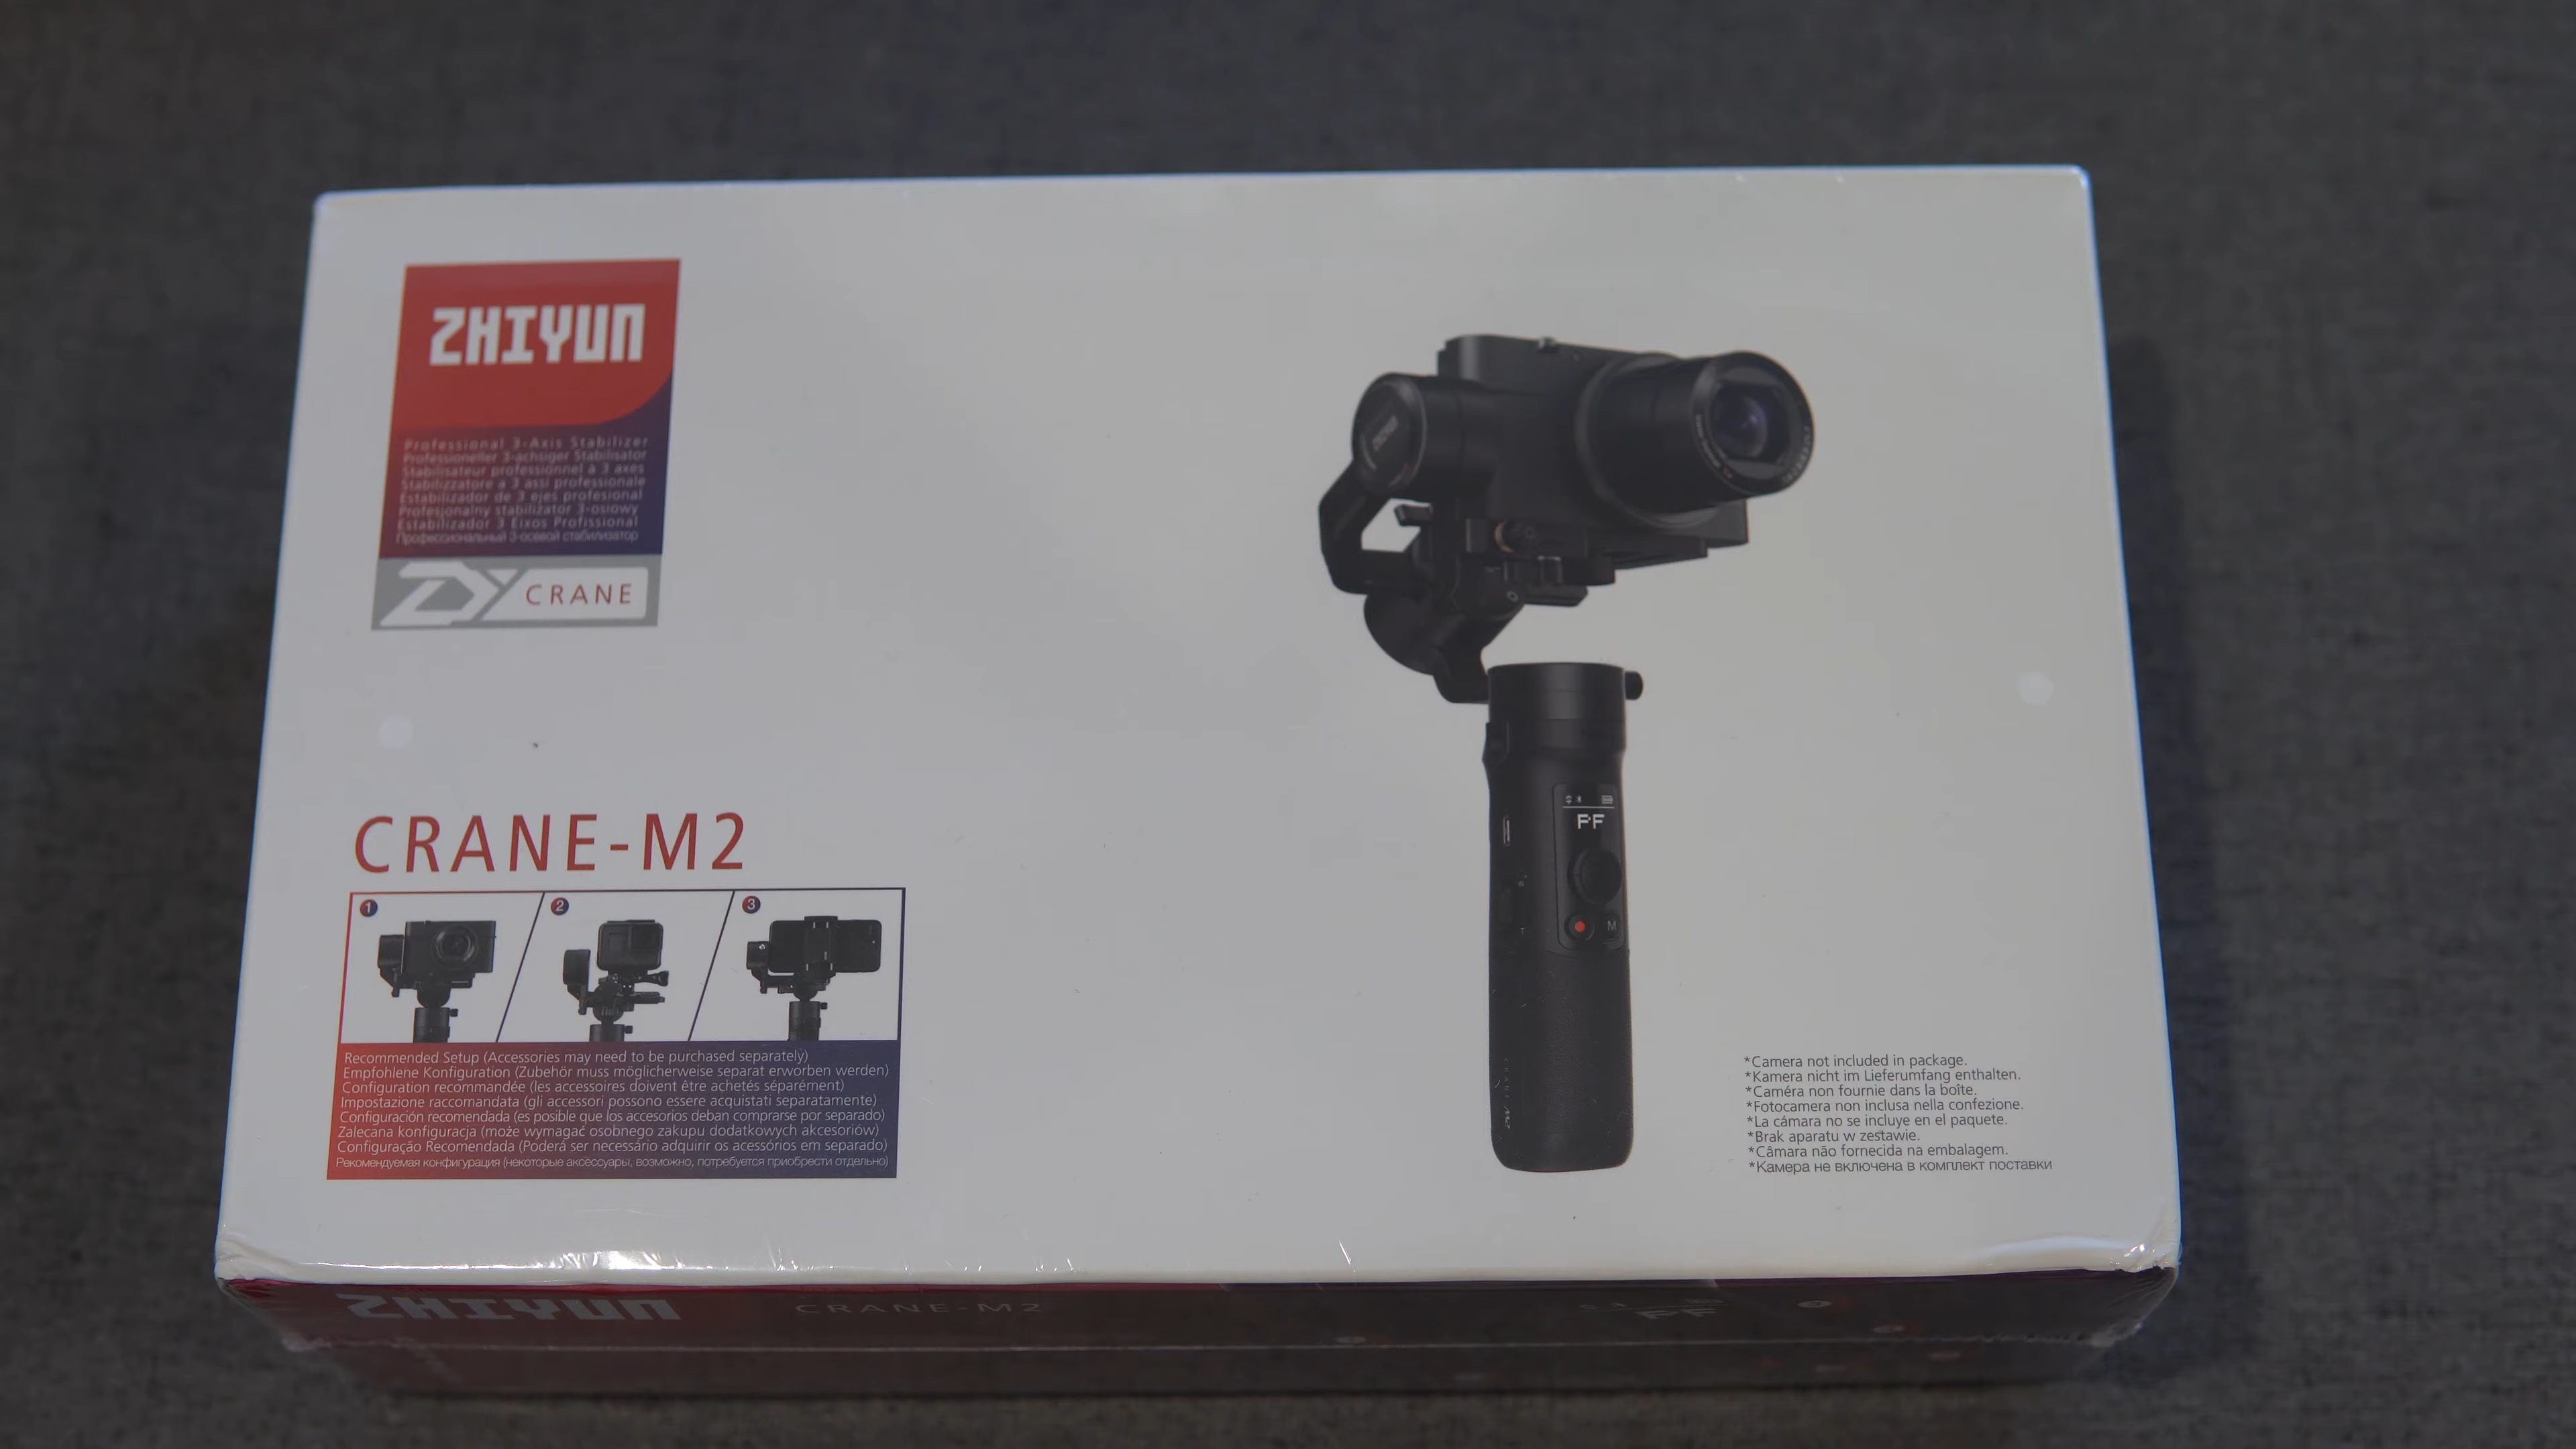 ZHIYUN
Professional 3-Axis Stabilizer
Professioneller 3-achsiger Stabilisator
Stabilisateur professionnel à 3 axes
Stabilizzatore a 3 assi professionale
Estabilizador de 3 ejes profesional
Profesjonalny stabilizator 3-osiowy
Estabilizador 3 Eixos Profissional
Профессиональный 3-осевой стабилизатор
ZY CRANE
PF
M
CRANE-M2
1
2
3
Recommended Setup (Accessories may need to be purchased separately)
Empfohlene Konfiguration (Zubehör muss möglicherweise separat erworben werden)
Configuration recommandée (les accessoires doivent être achetés séparément)
Impostazione raccomandata (gli accessori possono essere acquistati separatamente)
Configuración recomendada (es posible que los accesorios deban comprarse por separado)
Zalecana konfiguracja (może wymagać osobnego zakupu dodatkowych akcesoriów)
Configuração Recomendada (Poderá ser necessário adquirir os acessórios em separado)
Рекомендуемая конфигурация (некоторые аксессуары, возможно, потребуется приобрести отдельно)
*Camera not included in package.
*Kamera nicht im Lieferumfang enthalten.
*Caméra non fournie dans la boîte.
*Fotocamera non inclusa nella confezione.
*La cámara no se incluye en el paquete.
*Brak aparatu w zestawie.
*Câmara não fornecida na embalagem.
*Камера не включена в комплект поставки
ZHIYUN
CRANE-M2
PF